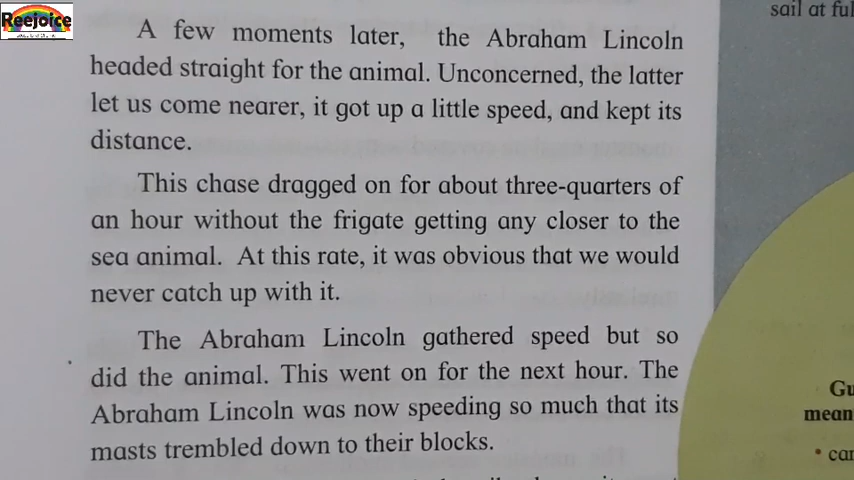 Reejoice
sail at ful
A few moments later, the Abraham Lincoln
headed straight for the animal. Unconcerned, the latter
let us come nearer, it got up a little speed, and kept its
distance.
This chase dragged on for about three-quarters of
an hour without the frigate getting any closer to the
sea animal. At this rate, it was obvious that we would
never catch up with it.
The Abraham Lincoln gathered speed but so
did the animal. This went on for the next hour. The
Abraham Lincoln was now speeding so much that its
masts trembled down to their blocks.
Gu
mean
• car